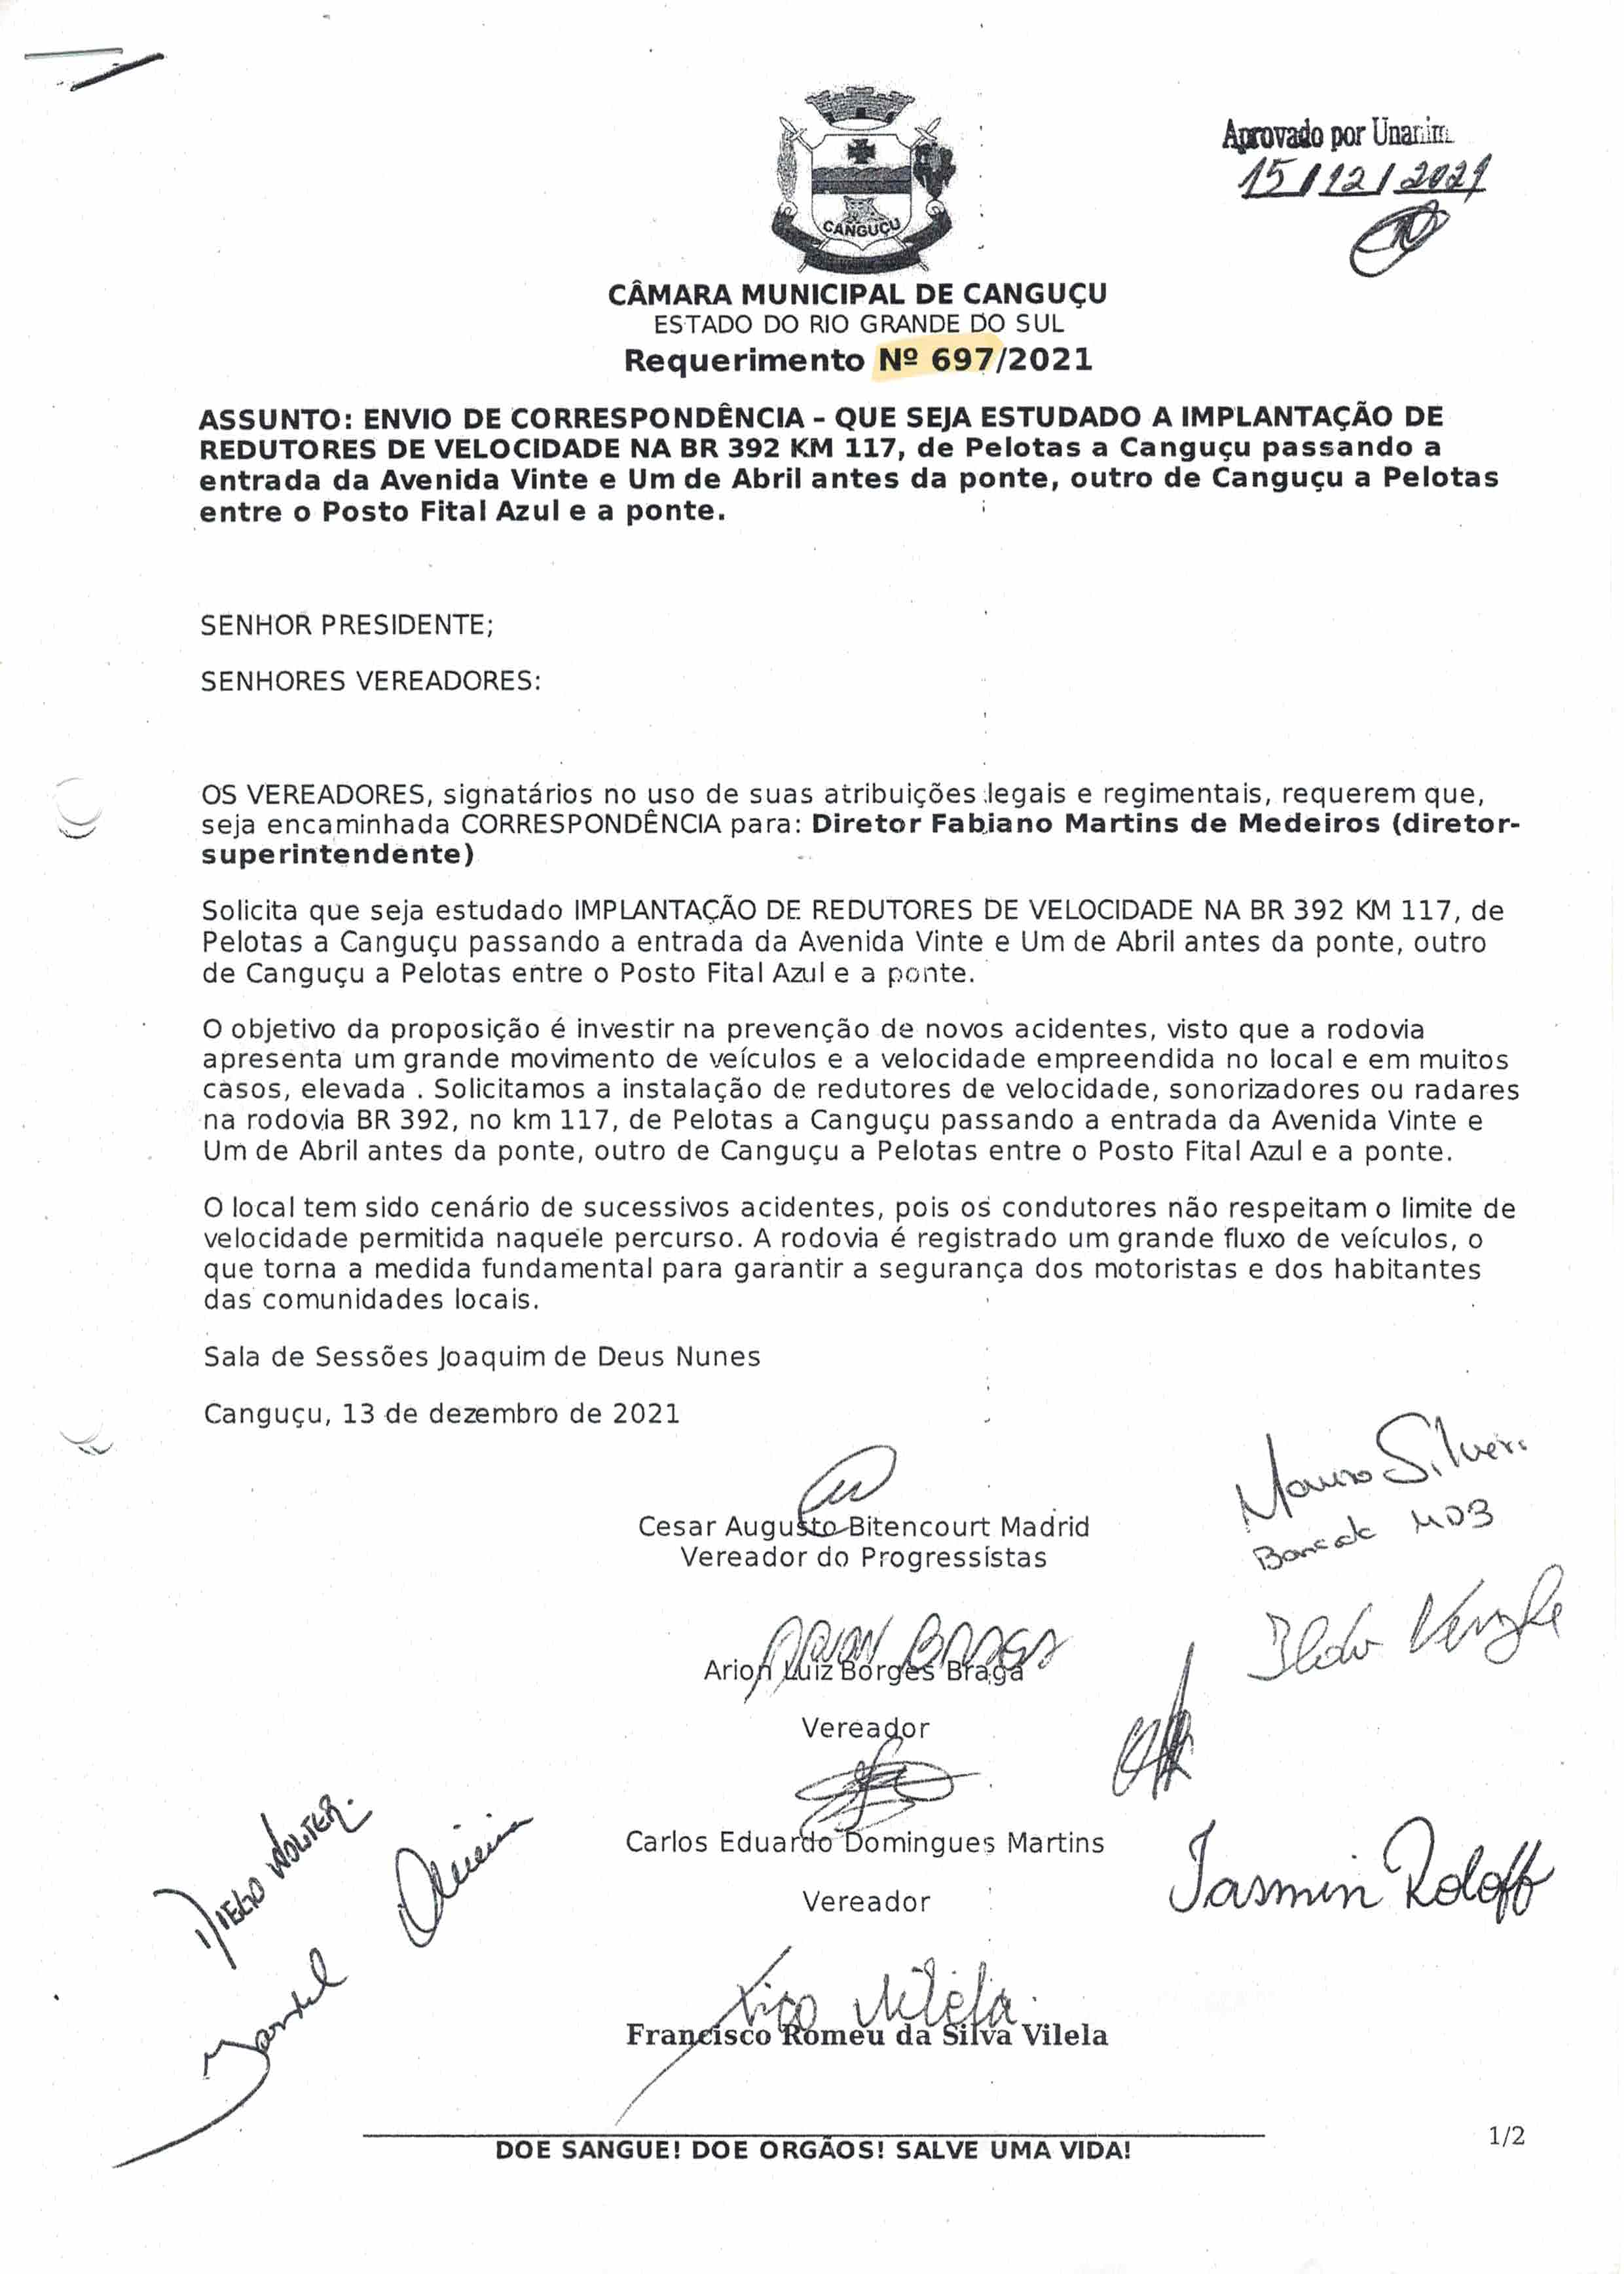 Aprovado por Unanim
15/12/2021
CANGUÇU
CÂMARA MUNICIPAL DE CANGUÇU
ESTADO DO RIO GRANDE DO SUL
Requerimento Nº 697/2021
ASSUNTO: ENVIO DE CORRESPONDÊNCIA - QUE SEJA ESTUDADO A IMPLANTAÇÃO DE
REDUTORES DE VELOCIDADE NA BR 392 KM 117, de Pelotas a Canguçu passando a
entrada da Avenida Vinte e Um de Abril antes da ponte, outro de Canguçu a Pelotas
entre o Posto Fital Azul e a ponte.
SENHOR PRESIDENTE;
SENHORES VEREADORES:
OS VEREADORES, signatários no uso de suas atribuições legais e regimentais, requerem que,
seja encaminhada CORRESPONDÊNCIA para: Diretor Fabiano Martins de Medeiros (diretor-
superintendente)
Solicita que seja estudado IMPLANTAÇÃO DE REDUTORES DE VELOCIDADE NA BR 392 KM 117, de
Pelotas a Canguçu passando a entrada da Avenida Vinte e Um de Abril antes da ponte, outro
de Canguçu a Pelotas entre o Posto Fital Azul e a ponte.
O objetivo da proposição é investir na prevenção de novos acidentes, visto que a rodovia
apresenta um grande movimento de veículos e a velocidade empreendida no local e em muitos
casos, elevada . Solicitamos a instalação de redutores de velocidade, sonorizadores ou radares
na rodovia BR 392, no km 117, de Pelotas a Canguçu passando a entrada da Avenida Vinte e
Um de Abril antes da ponte, outro de Canguçu a Pelotas entre o Posto Fital Azul e a ponte.
O local tem sido cenário de sucessivos acidentes, pois os condutores não respeitam o limite de
velocidade permitida naquele percurso. A rodovia é registrado um grande fluxo de veículos, o
que torna a medida fundamental para garantir a segurança dos motoristas e dos habitantes
das comunidades locais.
Sala de Sessões Joaquim de Deus Nunes
Canguçu, 13 de dezembro de 2021
Mauro Silveira
MDB
Cesar Augusto Bitencourt Madrid
Vereador do Progressistas
ARION BRAGA
Arion Luiz Borges Braga
Vereador
Carlos Eduardo Domingues Martins
Vereador
DIEGO WOLTER
Oliveira
Iasmin Roloff
Xico Vilela
Francisco Romeu da Silva Vilela
DOE SANGUE! DOE ORGÃOS! SALVE UMA VIDA!
1/2